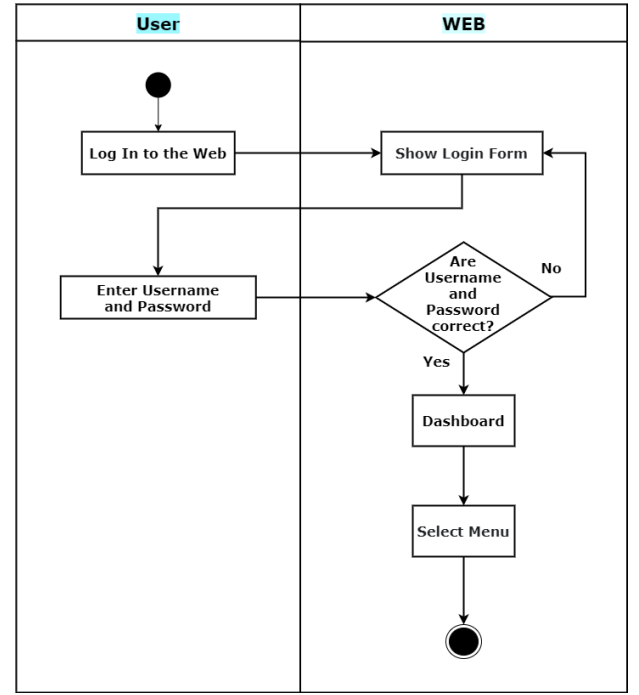 User
WEB
Log In to the Web
Show Login Form
Enter Username
and Password
Are
Username
and
Password
correct?
No
Yes
Dashboard
Select Menu